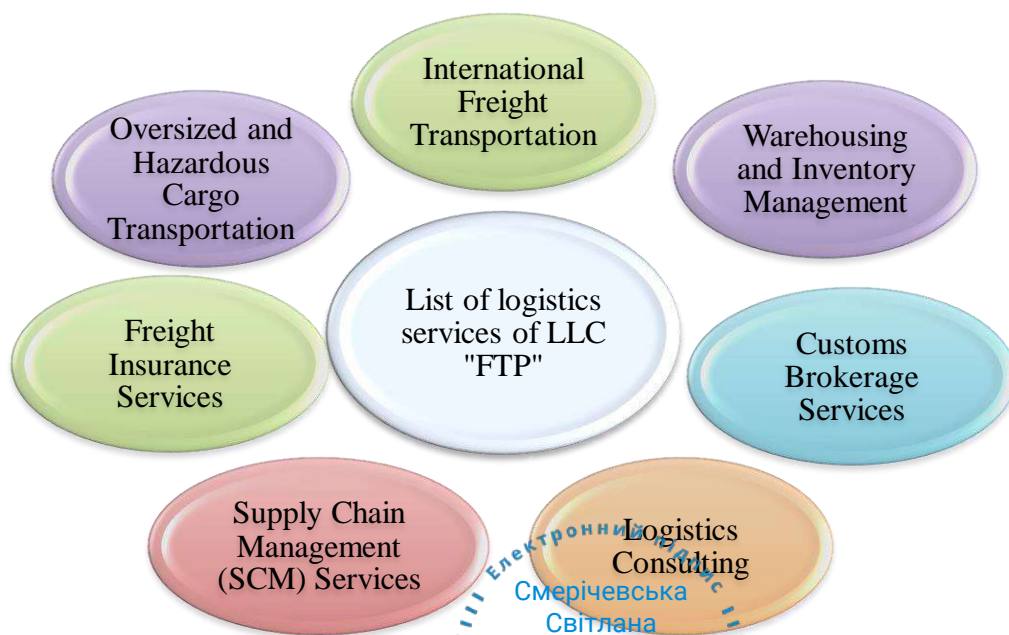 International
Freight
Transportation
Oversized and
Hazardous
Cargo
Transportation
Warehousing
and Inventory
Management
List of logistics
services of LLC
"FTP"
Freight
Insurance
Services
Customs
Brokerage
Services
Supply Chain
Management
(SCM) Services
Logistics
Consulting
Електронний підпис
Смерічевська
Світлана